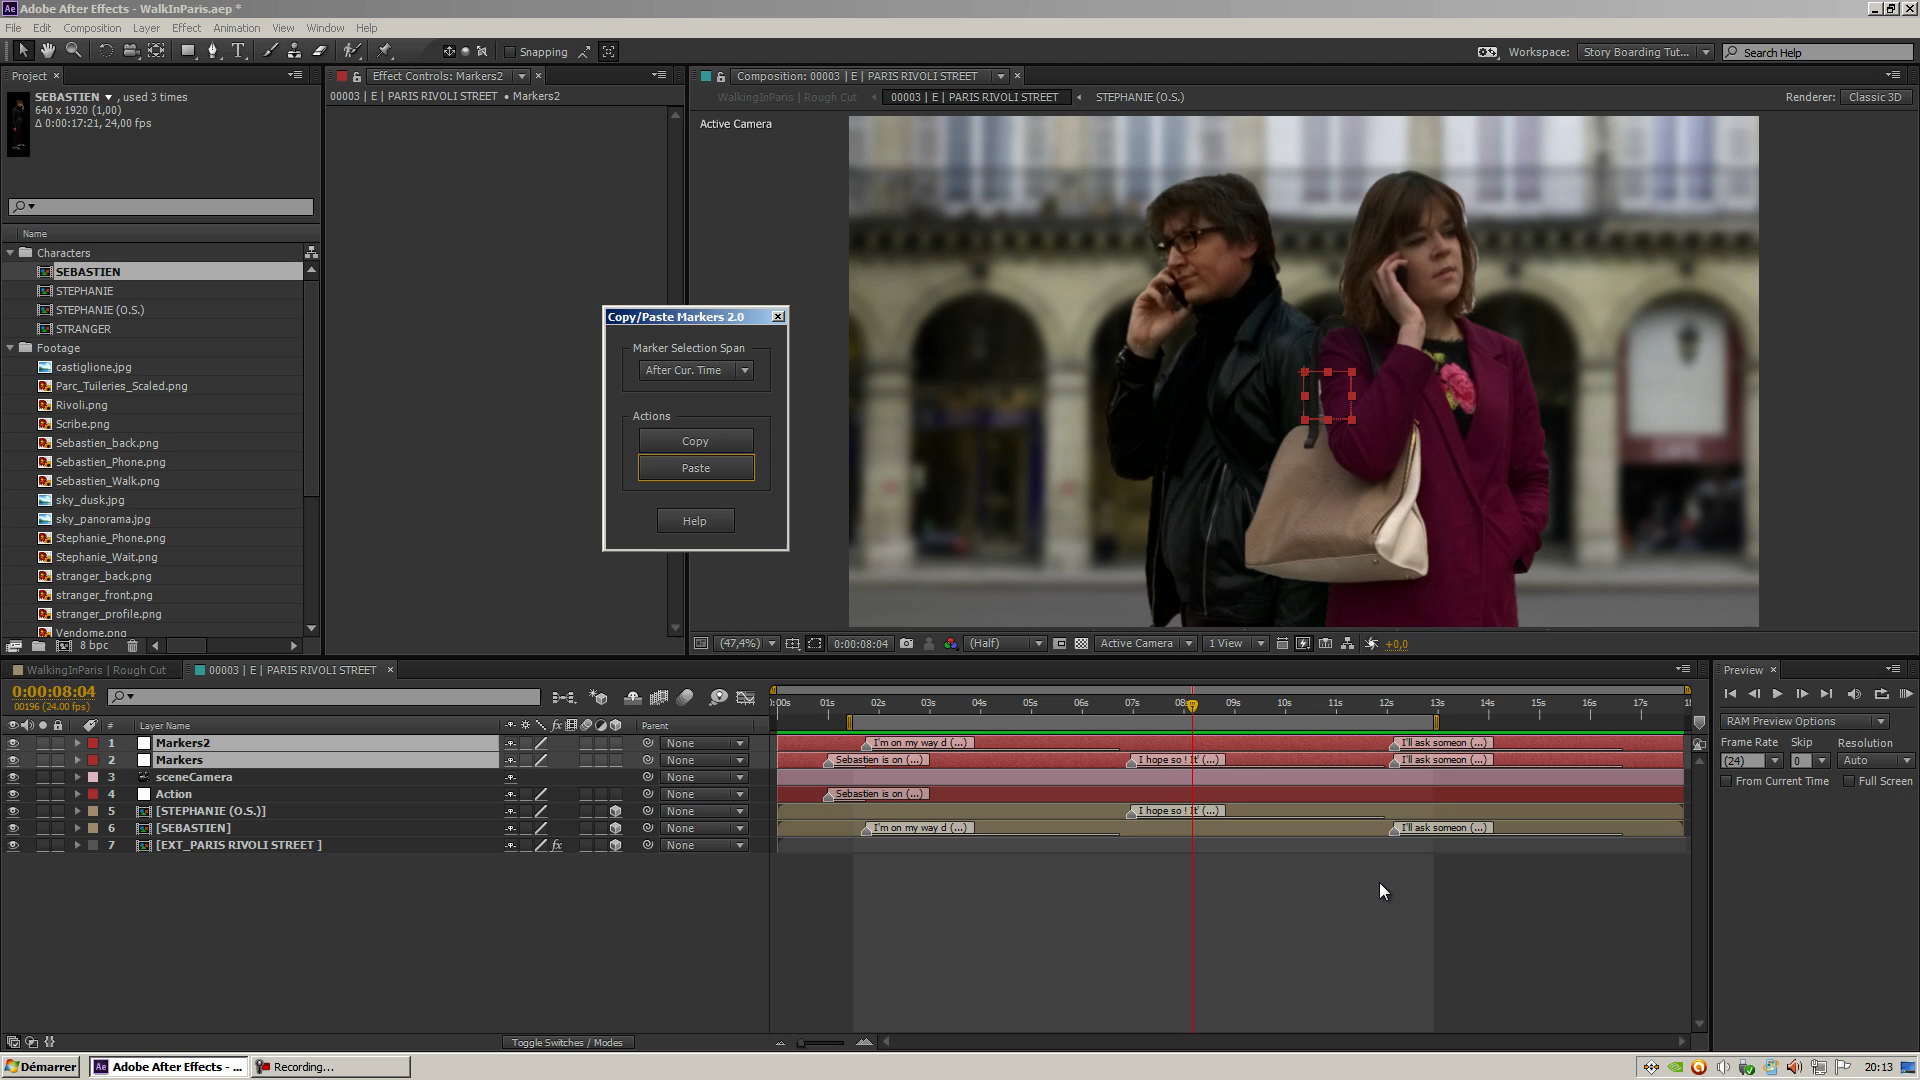 Adobe After Effects - WalkInParis.aep *
File Edit Composition Layer Effect Animation View Window Help
Snapping
Workspace: Story Boarding Tut... Search Help
Project
SEBASTIEN , used 3 times
640 x 1920 (1,00)
Δ 0:00:17:21, 24,00 fps
Name
Characters
SEBASTIEN
STEPHANIE
STEPHANIE (O.S.)
STRANGER
Footage
castiglione.jpg
Parc_Tuileries_Scaled.png
Rivoli.png
Scribe.png
Sebastien_back.png
Sebastien_Phone.png
Sebastien_Walk.png
sky_dusk.jpg
sky_panorama.jpg
Stephanie_Phone.png
Stephanie_Wait.png
stranger_back.png
stranger_front.png
stranger_profile.png
Vendome.png
8 bpc
Effect Controls: Markers2
00003 | E | PARIS RIVOLI STREET • Markers2
Copy/Paste Markers 2.0
Marker Selection Span
After Cur. Time
Actions
Copy
Paste
Help
Composition: 00003 | E | PARIS RIVOLI STREET
WalkingInParis | Rough Cut 00003 | E | PARIS RIVOLI STREET STEPHANIE (O.S.)
Renderer: Classic 3D
Active Camera
(47,4%) 0:00:08:04 (Half) Active Camera 1 View +0,0
WalkingInParis | Rough Cut 00003 | E | PARIS RIVOLI STREET
0:00:08:04
00196 (24.00 fps)
# Layer Name fx Parent
:00s 01s 02s 03s 04s 05s 06s 07s 08s 09s 10s 11s 12s 13s 14s 15s 16s 17s
1 Markers2 None I'm on my way d (...) I'll ask someon (...)
2 Markers None Sebastien is on (...) I hope so ! It' (...) I'll ask someon (...)
3 sceneCamera None
4 Action None Sebastien is on (...)
5 [STEPHANIE (O.S.)] None I hope so ! It' (...)
6 [SEBASTIEN] None I'm on my way d (...) I'll ask someon (...)
7 [EXT_PARIS RIVOLI STREET ] fx None
Toggle Switches / Modes
Preview
RAM Preview Options
Frame Rate Skip Resolution
(24) 0 Auto
From Current Time Full Screen
Démarrer Ae Adobe After Effects - ... Recording... 20:13